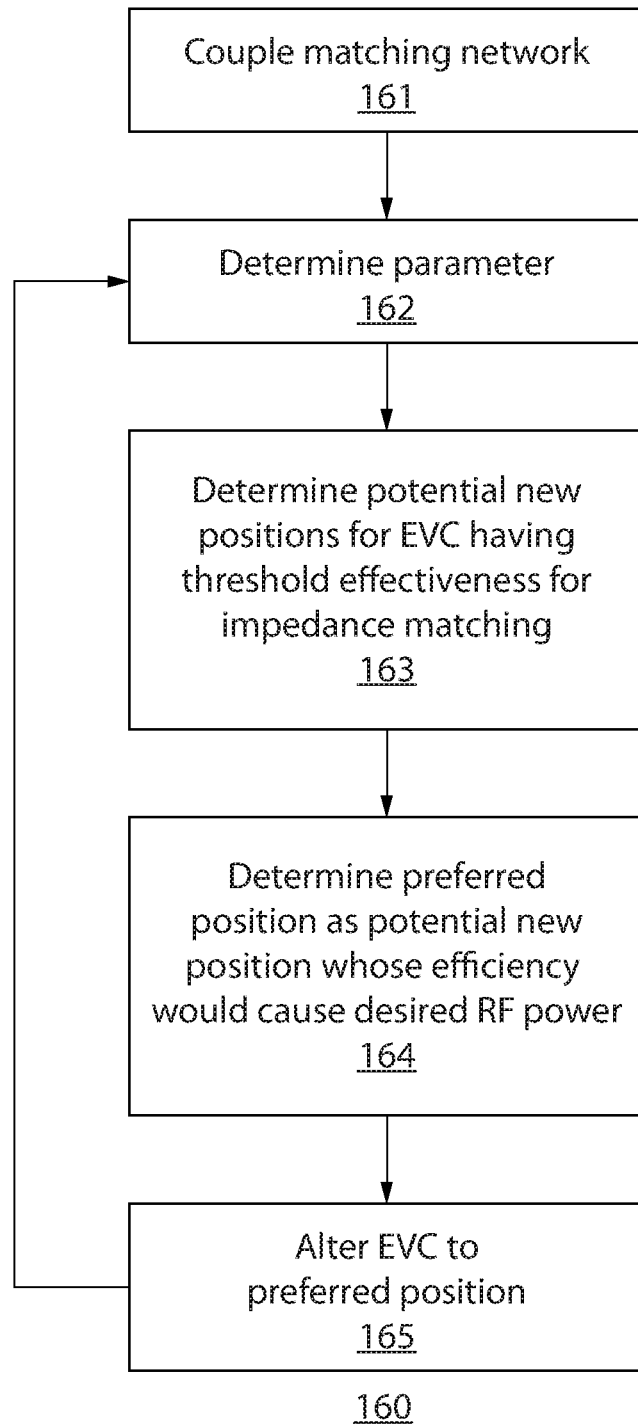 Couple matching network
161
Determine parameter
162
Determine potential new
positions for EVC having
threshold effectiveness for
impedance matching
163
Determine preferred
position as potential new
position whose efficiency
would cause desired RF power
164
Alter EVC to
preferred position
165
160